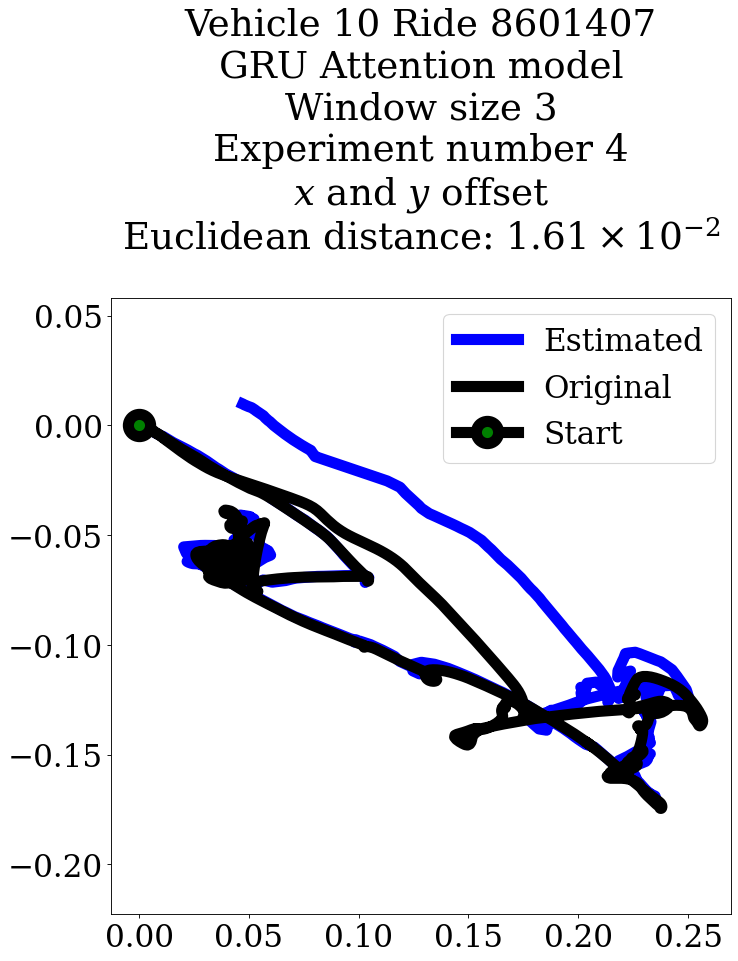 Vehicle 10 Ride 8601407
GRU Attention model
Window size 3
Experiment number 4
x and y offset
Euclidean distance: 1.61 × 10⁻²
Estimated
Original
Start
0.05
0.00
−0.05
−0.10
−0.15
−0.20
0.00 0.05 0.10 0.15 0.20 0.25